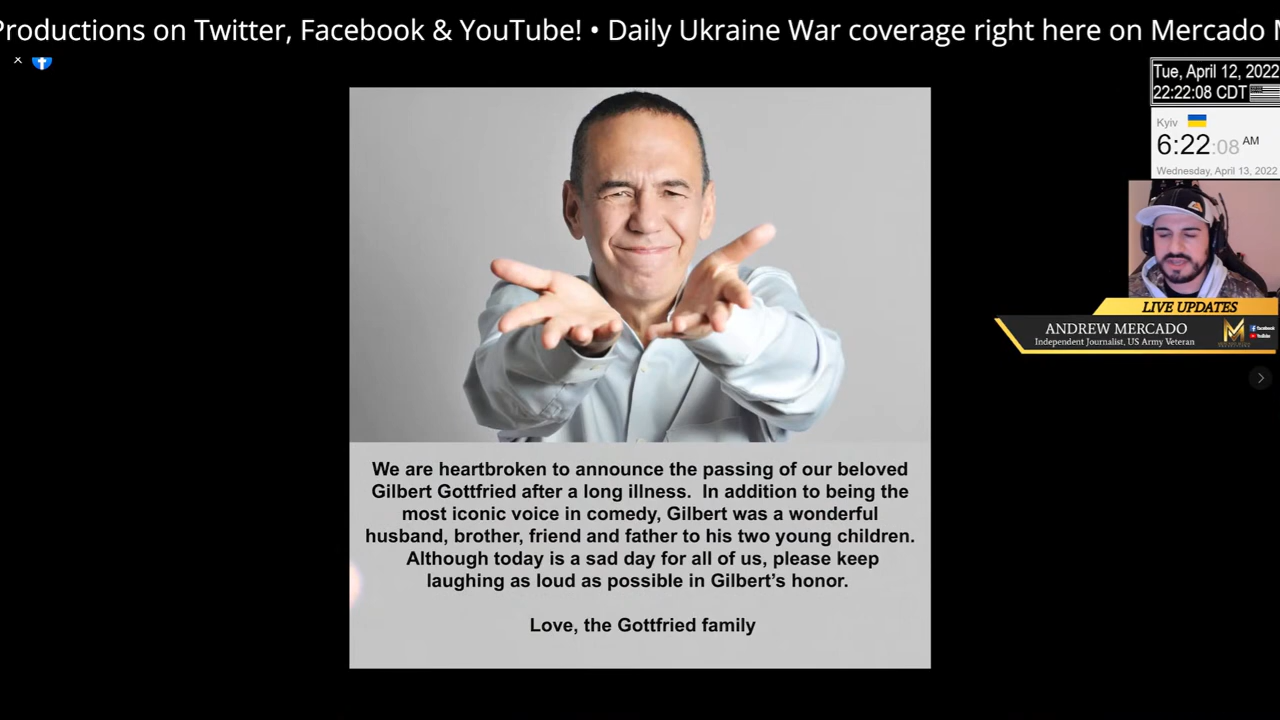 Productions on Twitter, Facebook & YouTube! • Daily Ukraine War coverage right here on Mercado M
Tue, April 12, 2022
22:22:08 CDT
Kyiv
6:22:08 AM
Wednesday, April 13, 2022
LIVE UPDATES
ANDREW MERCADO
Independent Journalist, US Army Veteran
facebook
YouTube
We are heartbroken to announce the passing of our beloved
Gilbert Gottfried after a long illness. In addition to being the
most iconic voice in comedy, Gilbert was a wonderful
husband, brother, friend and father to his two young children.
Although today is a sad day for all of us, please keep
laughing as loud as possible in Gilbert's honor.
Love, the Gottfried family